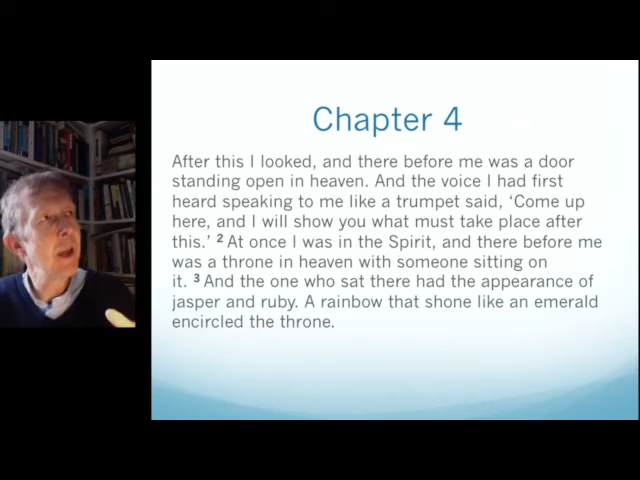 Chapter 4
After this I looked, and there before me was a door
standing open in heaven. And the voice I had first
heard speaking to me like a trumpet said, ‘Come up
here, and I will show you what must take place after
this.’ ² At once I was in the Spirit, and there before me
was a throne in heaven with someone sitting on
it. ³ And the one who sat there had the appearance of
jasper and ruby. A rainbow that shone like an emerald
encircled the throne.